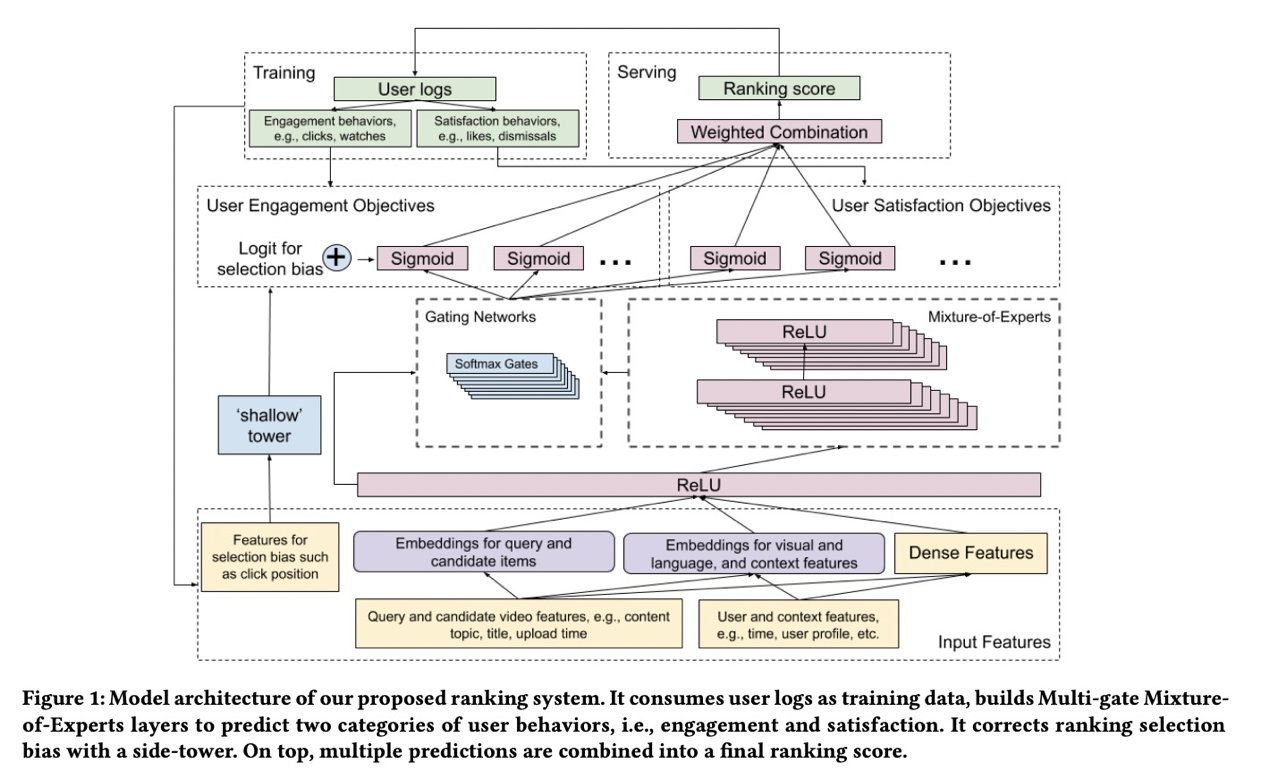 Training
User logs
Engagement behaviors,
e.g., clicks, watches
Satisfaction behaviors,
e.g., likes, dismissals
Serving
Ranking score
Weighted Combination
User Engagement Objectives
User Satisfaction Objectives
Logit for
selection bias
+
Sigmoid
Sigmoid
...
Sigmoid
Sigmoid
...
Gating Networks
Softmax Gates
Mixture-of-Experts
ReLU
ReLU
'shallow'
tower
ReLU
Features for
selection bias such
as click position
Embeddings for query and
candidate items
Embeddings for visual and
language, and context features
Dense Features
Query and candidate video features, e.g., content
topic, title, upload time
User and context features,
e.g., time, user profile, etc.
Input Features
Figure 1: Model architecture of our proposed ranking system. It consumes user logs as training data, builds Multi-gate Mixture-
of-Experts layers to predict two categories of user behaviors, i.e., engagement and satisfaction. It corrects ranking selection
bias with a side-tower. On top, multiple predictions are combined into a final ranking score.